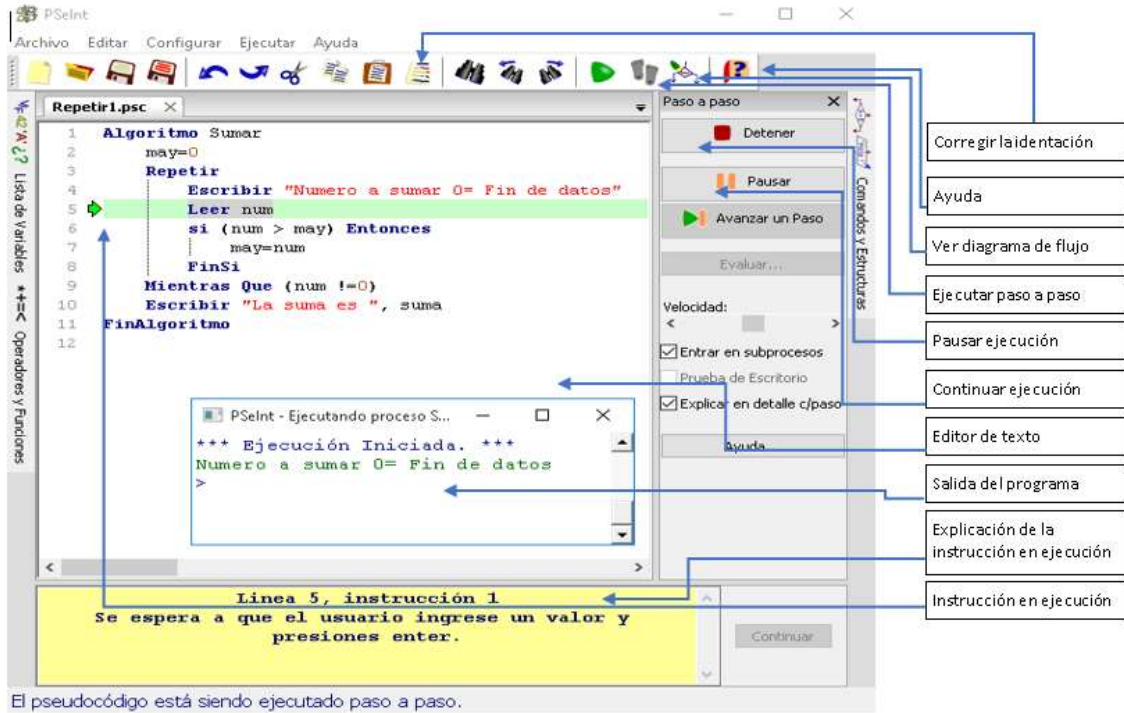 PSeInt
Archivo Editar Configurar Ejecutar Ayuda
Repetir1.psc
Paso a paso
1 Algoritmo Sumar
2 may=0
3 Repetir
4 Escribir "Numero a sumar 0= Fin de datos"
5 Leer num
6 si (num > may) Entonces
7 may=num
8 FinSi
9 Mientras Que (num !=0)
10 Escribir "La suma es ", suma
11 FinAlgoritmo
12
*+=< Operadores y Funciones
42 'A' ¿? Lista de Variables
Detener
Pausar
Avanzar un Paso
Evaluar...
Velocidad:
Entrar en subprocesos
Prueba de Escritorio
Explicar en detalle c/paso
Ayuda
Comandos y Estructuras
PSeInt - Ejecutando proceso S...
*** Ejecución Iniciada. ***
Numero a sumar 0= Fin de datos
>
Linea 5, instrucción 1
Se espera a que el usuario ingrese un valor y
presiones enter.
Continuar
El pseudocódigo está siendo ejecutado paso a paso.
Corregir la identación
Ayuda
Ver diagrama de flujo
Ejecutar paso a paso
Pausar ejecución
Continuar ejecución
Editor de texto
Salida del programa
Explicación de la
instrucción en ejecución
Instrucción en ejecución